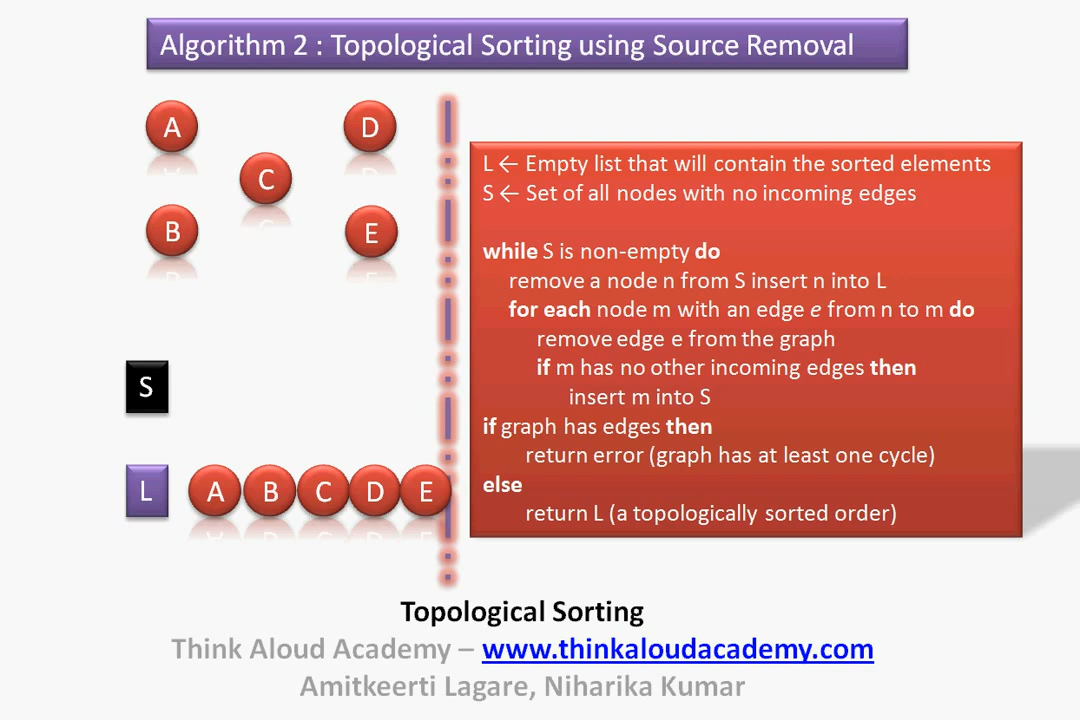 Algorithm 2 : Topological Sorting using Source Removal
A
D
C
B
E
S
L
A B C D E
L ← Empty list that will contain the sorted elements
S ← Set of all nodes with no incoming edges
while S is non-empty do
remove a node n from S insert n into L
for each node m with an edge e from n to m do
remove edge e from the graph
if m has no other incoming edges then
insert m into S
if graph has edges then
return error (graph has at least one cycle)
else
return L (a topologically sorted order)
Topological Sorting
Think Aloud Academy – www.thinkaloudacademy.com
Amitkeerti Lagare, Niharika Kumar